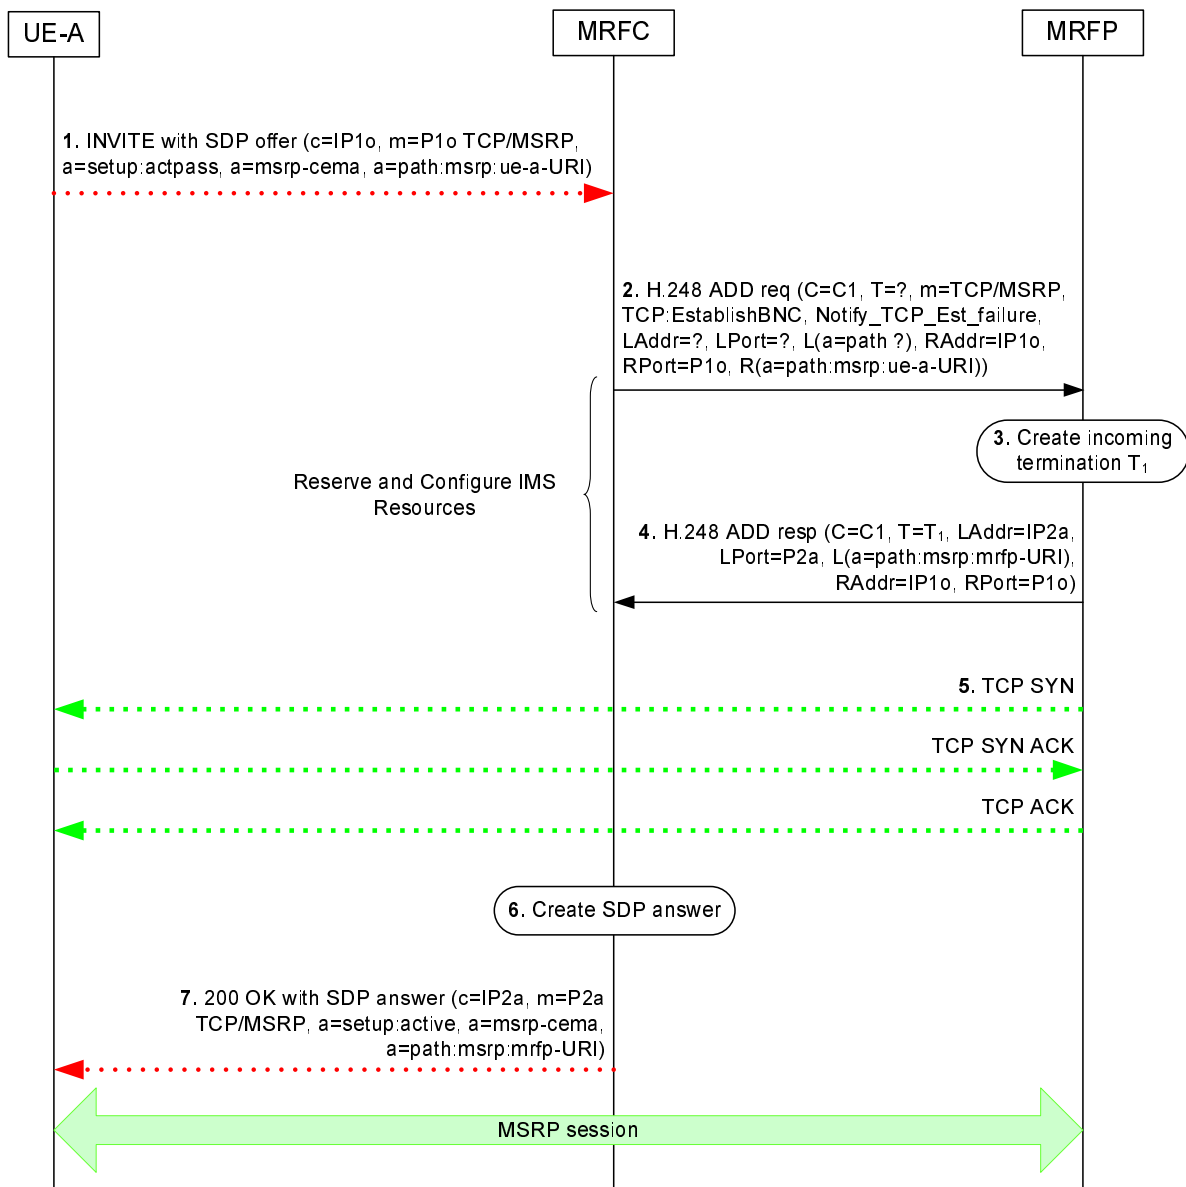 UE-A
MRFC
MRFP
1. INVITE with SDP offer (c=IP1o, m=P1o TCP/MSRP,
a=setup:actpass, a=msrp-cema, a=path:msrp:ue-a-URI)
2. H.248 ADD req (C=C1, T=?, m=TCP/MSRP,
TCP:EstablishBNC, Notify_TCP_Est_failure,
LAddr=?, LPort=?, L(a=path ?), RAddr=IP1o,
RPort=P1o, R(a=path:msrp:ue-a-URI))
3. Create incoming
termination T1
Reserve and Configure IMS
Resources
4. H.248 ADD resp (C=C1, T=T1, LAddr=IP2a,
LPort=P2a, L(a=path:msrp:mrfp-URI),
RAddr=IP1o, RPort=P1o)
5. TCP SYN
TCP SYN ACK
TCP ACK
6. Create SDP answer
7. 200 OK with SDP answer (c=IP2a, m=P2a
TCP/MSRP, a=setup:active, a=msrp-cema,
a=path:msrp:mrfp-URI)
MSRP session